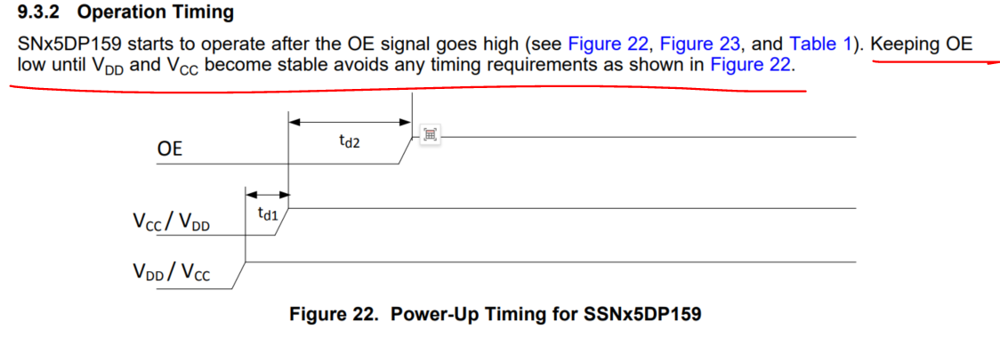 9.3.2 Operation Timing
SNx5DP159 starts to operate after the OE signal goes high (see Figure 22, Figure 23, and Table 1). Keeping OE
low until VDD and VCC become stable avoids any timing requirements as shown in Figure 22.
OE
td2
VCC / VDD
td1
VDD / VCC
Figure 22. Power-Up Timing for SSNx5DP159